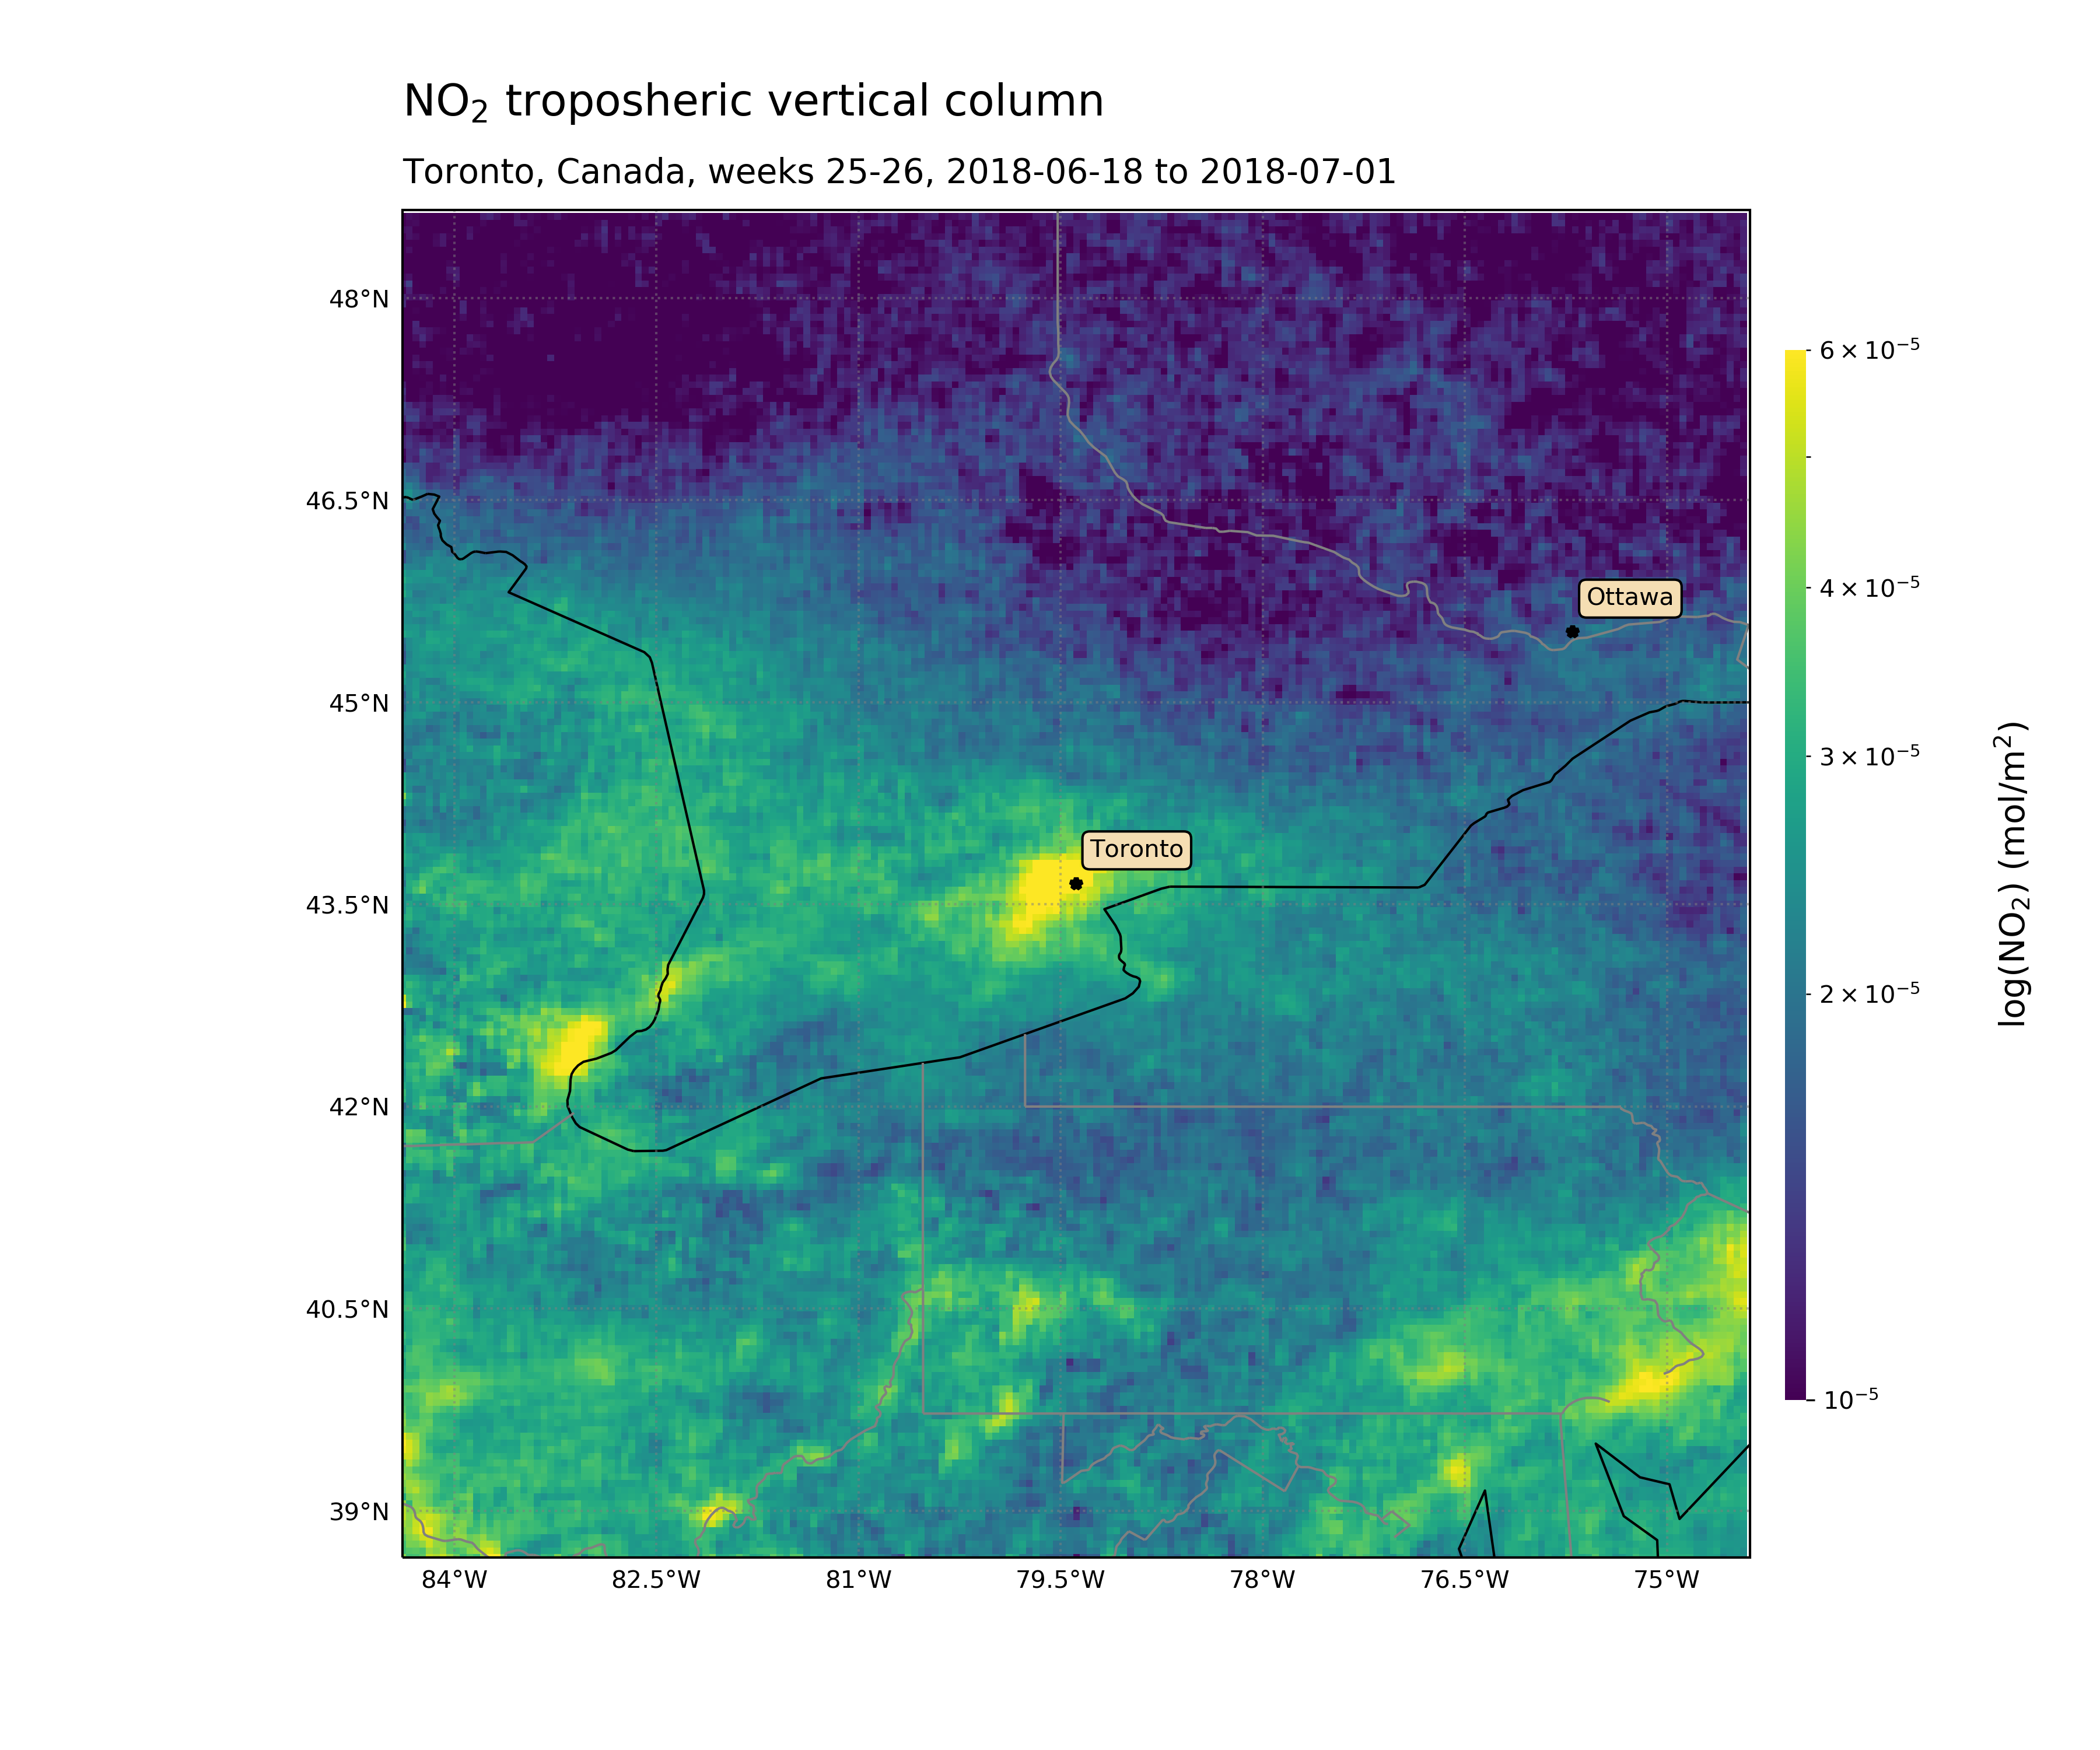 NO₂ troposheric vertical column
Toronto, Canada, weeks 25-26, 2018-06-18 to 2018-07-01
48°N
46.5°N
45°N
43.5°N
42°N
40.5°N
39°N
84°W 82.5°W 81°W 79.5°W 78°W 76.5°W 75°W
Ottawa
Toronto
6 × 10⁻⁵
4 × 10⁻⁵
3 × 10⁻⁵
2 × 10⁻⁵
10⁻⁵
log(NO₂) (mol/m²)